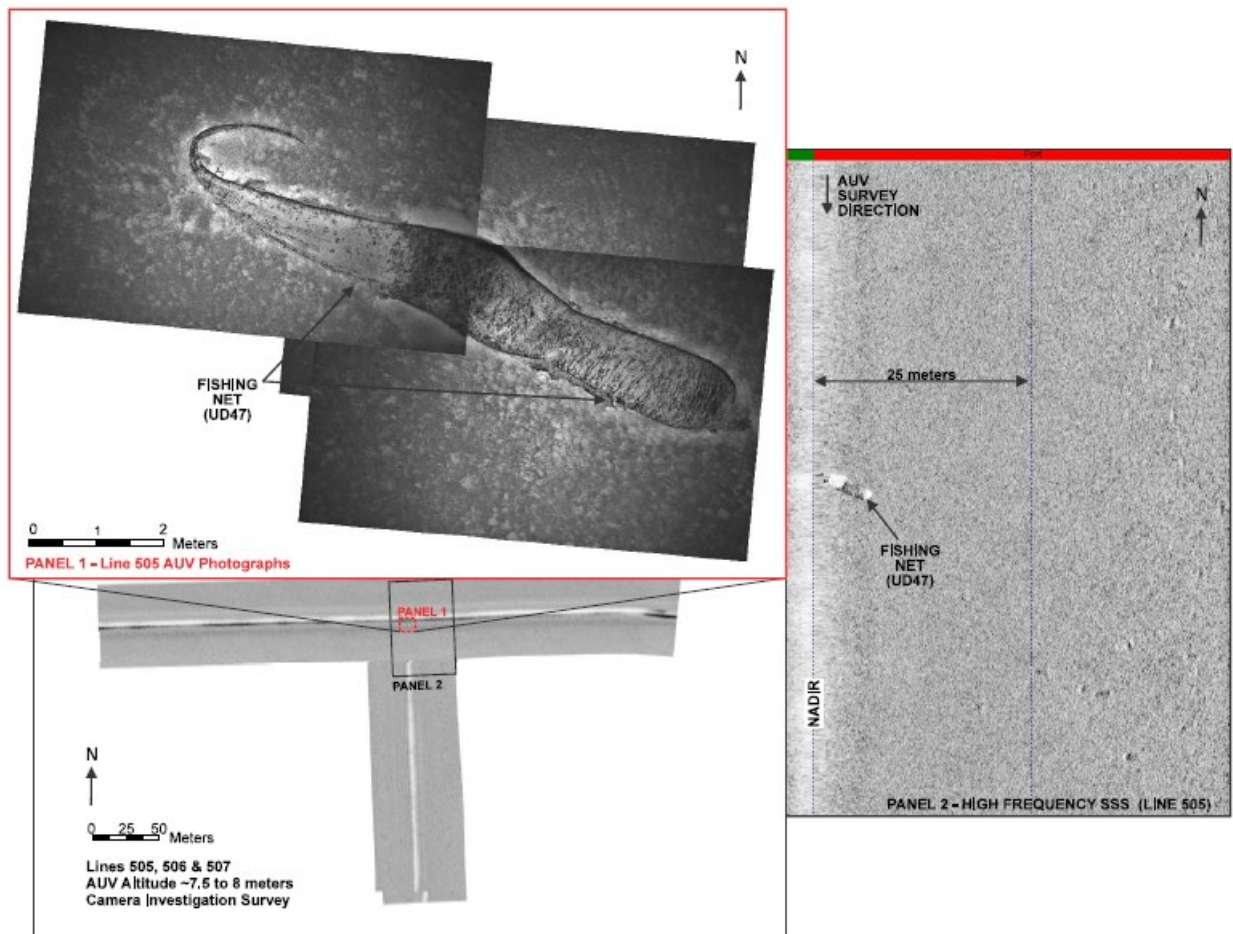 N
FISHING
NET
(UD47)
0 1 2
Meters
PANEL 1 – Line 505 AUV Photographs
Port
AUV
SURVEY
DIRECTION
N
25 meters
FISHING
NET
(UD47)
NADIR
PANEL 2 – HIGH FREQUENCY SSS (LINE 505)
PANEL 1
PANEL 2
N
0 25 50
Meters
Lines 505, 506 & 507
AUV Altitude ~7.5 to 8 meters
Camera Investigation Survey